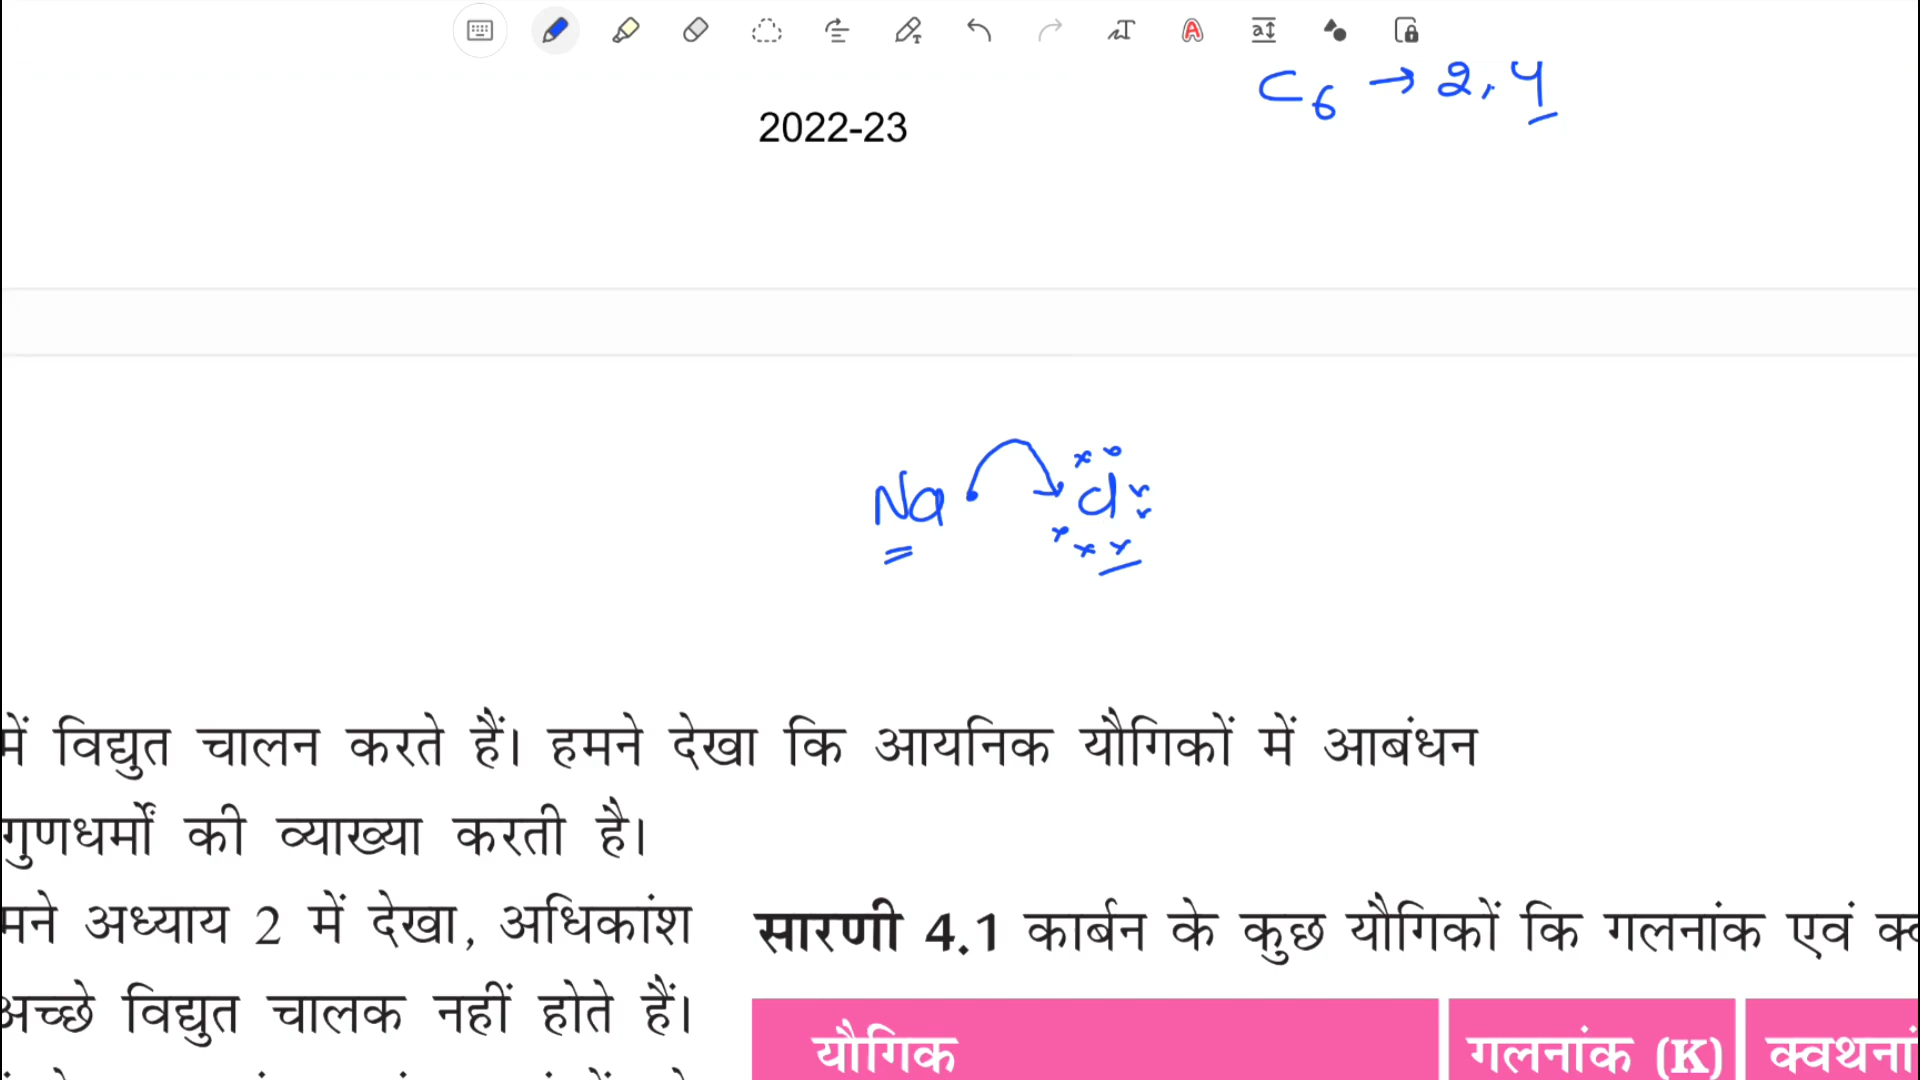 C6 → 2, 4
2022-23
Na Cl
में विद्युत चालन करते हैं। हमने देखा कि आयनिक यौगिकों में आबंधन
गुणधर्मों की व्याख्या करती है।
मने अध्याय 2 में देखा, अधिकांश
अच्छे विद्युत चालक नहीं होते हैं।
सारणी 4.1 कार्बन के कुछ यौगिकों कि गलनांक एवं क्व
यौगिक गलनांक (K) क्वथनां